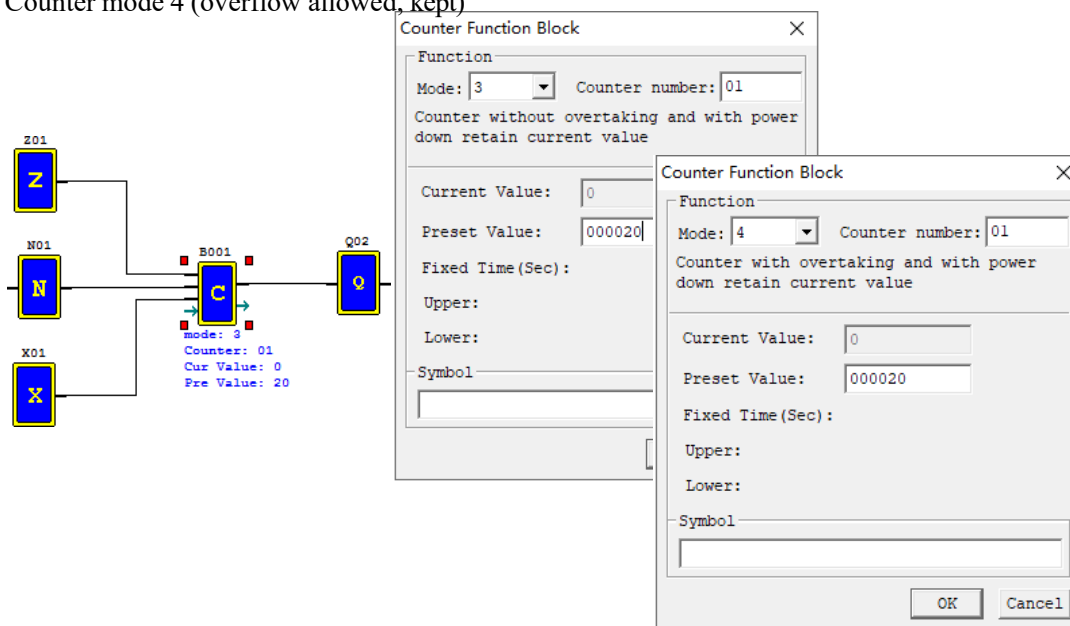 Counter mode 4 (overflow allowed, kept)
Z01
Z
N01
N
X01
X
B001
C
mode: 3
Counter: 01
Cur Value: 0
Pre Value: 20
Q02
Q
Counter Function Block
Function
Mode: 3 Counter number: 01
Counter without overtaking and with power
down retain current value
Current Value: 0
Preset Value: 000020
Fixed Time(Sec):
Upper:
Lower:
Symbol
Counter Function Block
Function
Mode: 4 Counter number: 01
Counter with overtaking and with power
down retain current value
Current Value: 0
Preset Value: 000020
Fixed Time(Sec):
Upper:
Lower:
Symbol
OK Cancel